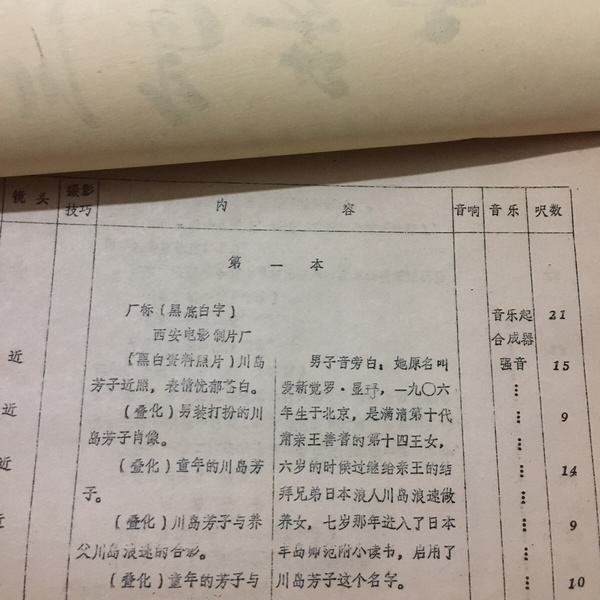 镜 头
摄影
技巧
内 容
音响
音乐
呎数
第 一 本
厂标（黑底白字）
音乐起
21
西安电影制片厂
合成器
近
（黑白资料照片）川岛
芳子近照，表情忧郁苍白。
男子音旁白：她原名叫
爱新觉罗·显玗，一九〇六
强音
15
近
（叠化）男装打扮的川
岛芳子肖像。
年生于北京，是满清第十代
肃亲王善耆的第十四王女，
9
近
（叠化）童年的川岛芳
子。
六岁的时候过继给亲王的结
拜兄弟日本浪人川岛浪速做
14
近
（叠化）川岛芳子与养
父川岛浪速的合影。
养女，七岁那年进入了日本
丰岛师范附小读书，启用了
9
（叠化）童年的芳子与
川岛芳子这个名字。
10